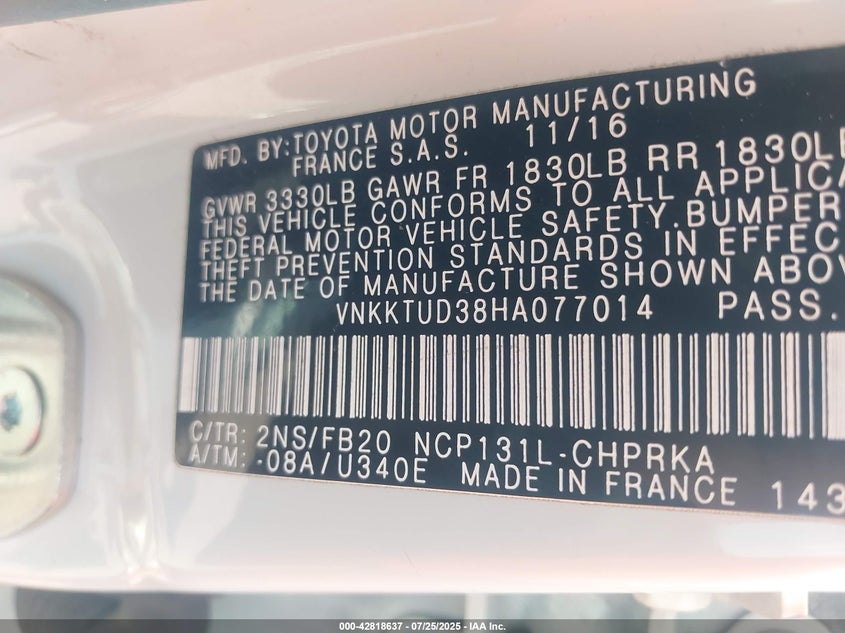 MFD. BY:TOYOTA MOTOR MANUFACTURING
FRANCE S.A.S. 11/16
GVWR 3330LB GAWR FR 1830LB RR 1830LB
THIS VEHICLE CONFORMS TO ALL APPLICA
FEDERAL MOTOR VEHICLE SAFETY,BUMPER
THEFT PREVENTION STANDARDS IN EFFEC
THE DATE OF MANUFACTURE SHOWN ABOV
VNKKTUD38HA077014 PASS.
C/TR: 2NS/FB20 NCP131L-CHPRKA
A/TM: -08A/U340E MADE IN FRANCE 143
000-42818637 - 07/25/2025 - IAA Inc.